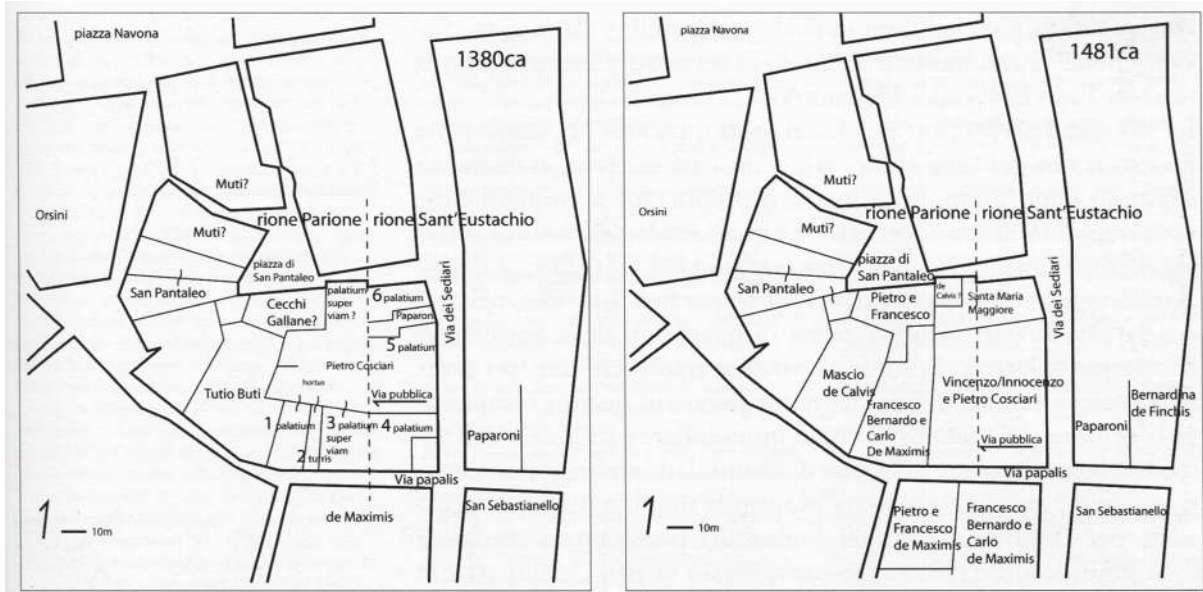 piazza Navona
1380ca
Muti?
Orsini
rione Parione
rione Sant'Eustachio
Muti?
piazza di
San Pantaleo
San Pantaleo
Cecchi
Gallane?
palatium
super
viam ?
6 palatium
Paparoni
5 palatium
Via dei Sediari
Pietro Cosciari
hortus
Tutio Buti
Via pubblica
1 palatium
2 turris
3 palatium
super
viam
4 palatium
Paparoni
Via papalis
San Sebastianello
de Maximis
10m
piazza Navona
1481ca
Muti?
Orsini
rione Parione
rione Sant'Eustachio
Muti?
piazza di
San Pantaleo
San Pantaleo
Pietro e
Francesco
de
Calvis ?
Santa Maria
Maggiore
Via dei Sediari
Mascio
de Calvis
Vincenzo/Innocenzo
e Pietro Cosciari
Francesco
Bernardo e
Carlo
De Maximis
Bernardina
de Finchis
Paparoni
Via pubblica
Via papalis
San Sebastianello
Pietro e
Francesco
de Maximis
Francesco
Bernardo e
Carlo de
Maximis
10m